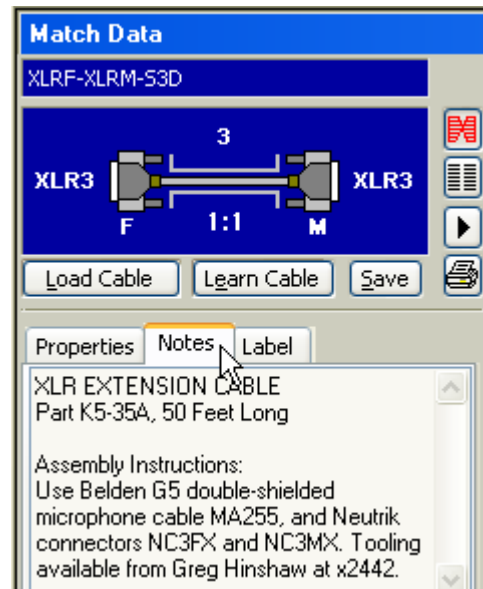 Match Data
XLRF-XLRM-S3D
3
XLR3
XLR3
F
1:1
M
Load Cable
Learn Cable
Save
Properties
Notes
Label
XLR EXTENSION CABLE
Part K5-35A, 50 Feet Long
Assembly Instructions:
Use Belden G5 double-shielded
microphone cable MA255, and Neutrik
connectors NC3FX and NC3MX. Tooling
available from Greg Hinshaw at x2442.